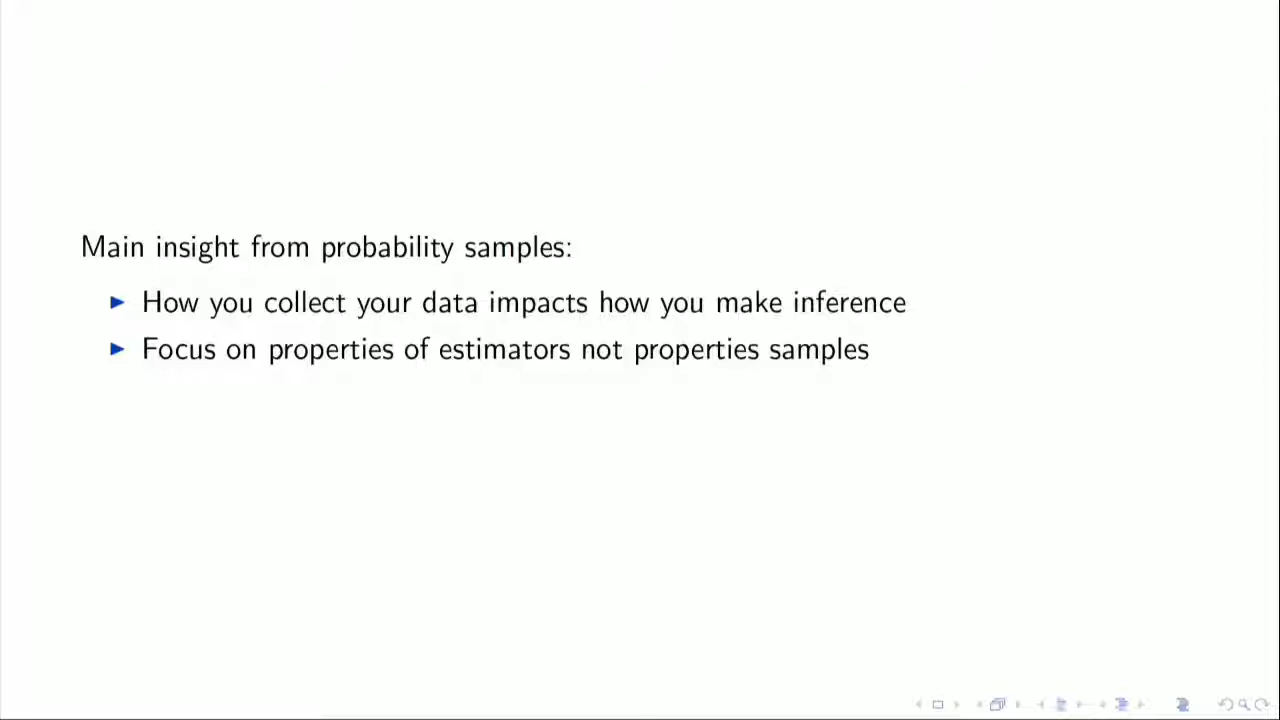 Main insight from probability samples:
How you collect your data impacts how you make inference
Focus on properties of estimators not properties samples